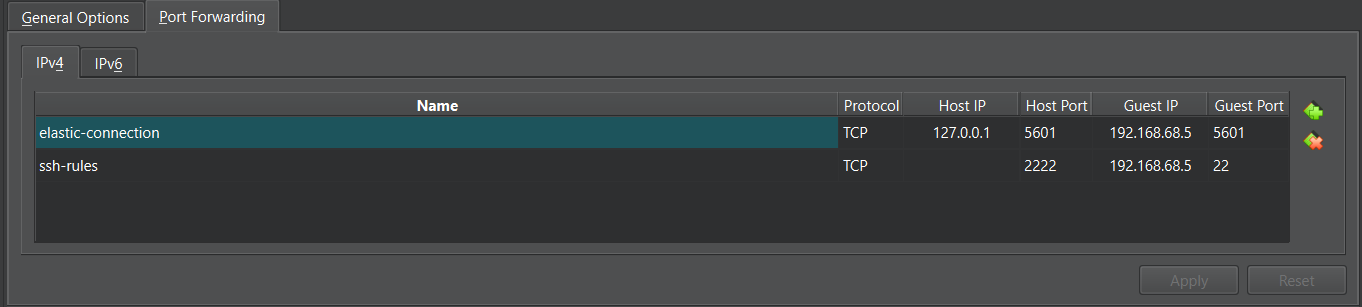 General Options Port Forwarding
IPv4 IPv6
Name Protocol Host IP Host Port Guest IP Guest Port
elastic-connection TCP 127.0.0.1 5601 192.168.68.5 5601
ssh-rules TCP 2222 192.168.68.5 22
Apply Reset